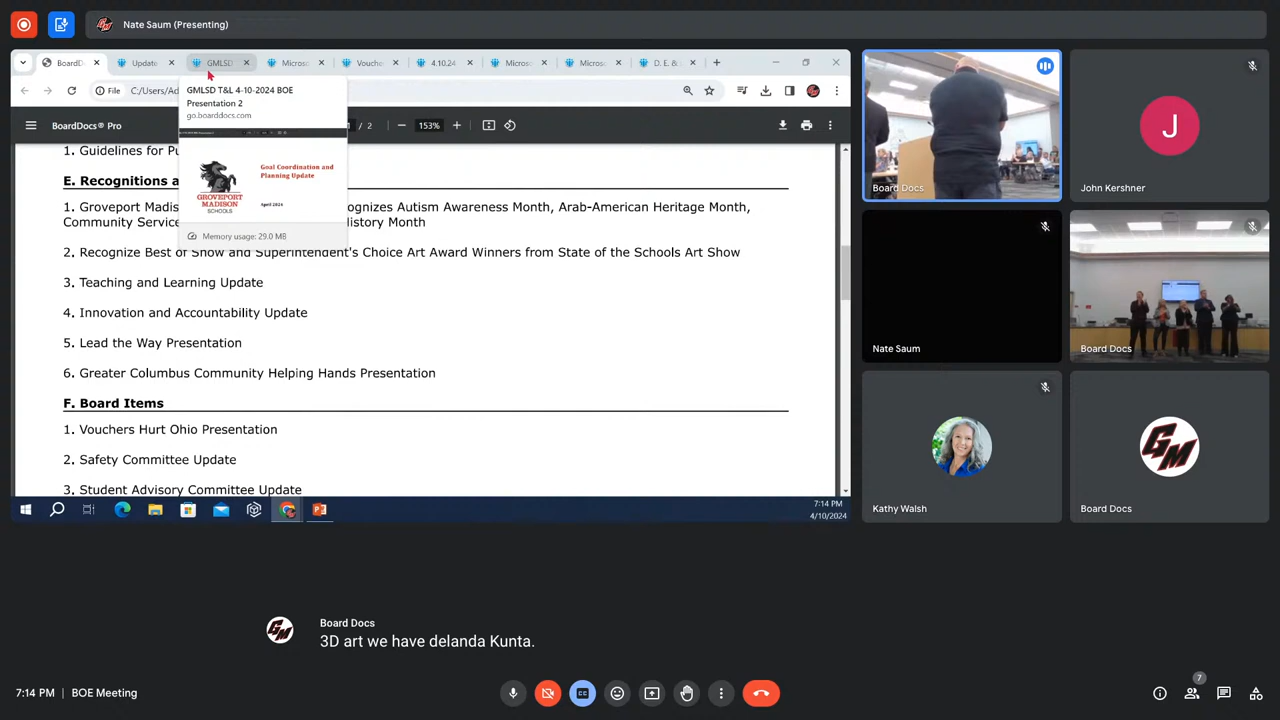 Nate Saum (Presenting)
BoardD
Update
GMLSD
Micros
Vouche
4.10.24
Micros
Micros
D. E. &
File
C:/Users/Ad
GMLSD T&L 4-10-2024 BOE
Presentation 2
go.boarddocs.com
BoardDocs® Pro
/ 2
153%
Goal Coordination and
Planning Update
GROVEPORT
MADISON
SCHOOLS
April 2024
Memory usage: 29.0 MB
1. Guidelines for Pu
E. Recognitions a
1. Groveport Madis
ognizes Autism Awareness Month, Arab-American Heritage Month,
Community Service
History Month
2. Recognize Best of Show and Superintendent's Choice Art Award Winners from State of the Schools Art Show
3. Teaching and Learning Update
4. Innovation and Accountability Update
5. Lead the Way Presentation
6. Greater Columbus Community Helping Hands Presentation
F. Board Items
1. Vouchers Hurt Ohio Presentation
2. Safety Committee Update
3. Student Advisory Committee Update
7:14 PM
4/10/2024
Board Docs
J
John Kershner
Nate Saum
Board Docs
Kathy Walsh
GM
Board Docs
GM
Board Docs
3D art we have delanda Kunta.
7:14 PM | BOE Meeting
CC
7